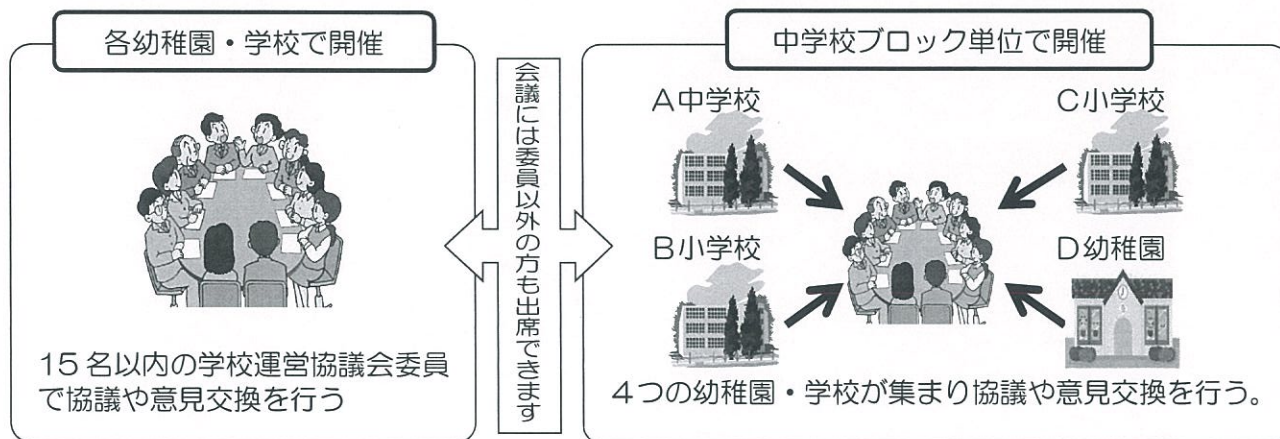 各幼稚園・学校で開催
15名以内の学校運営協議会委員
で協議や意見交換を行う
会議には委員以外の方も出席できます
中学校ブロック単位で開催
A中学校
C小学校
B小学校
D幼稚園
4つの幼稚園・学校が集まり協議や意見交換を行う。